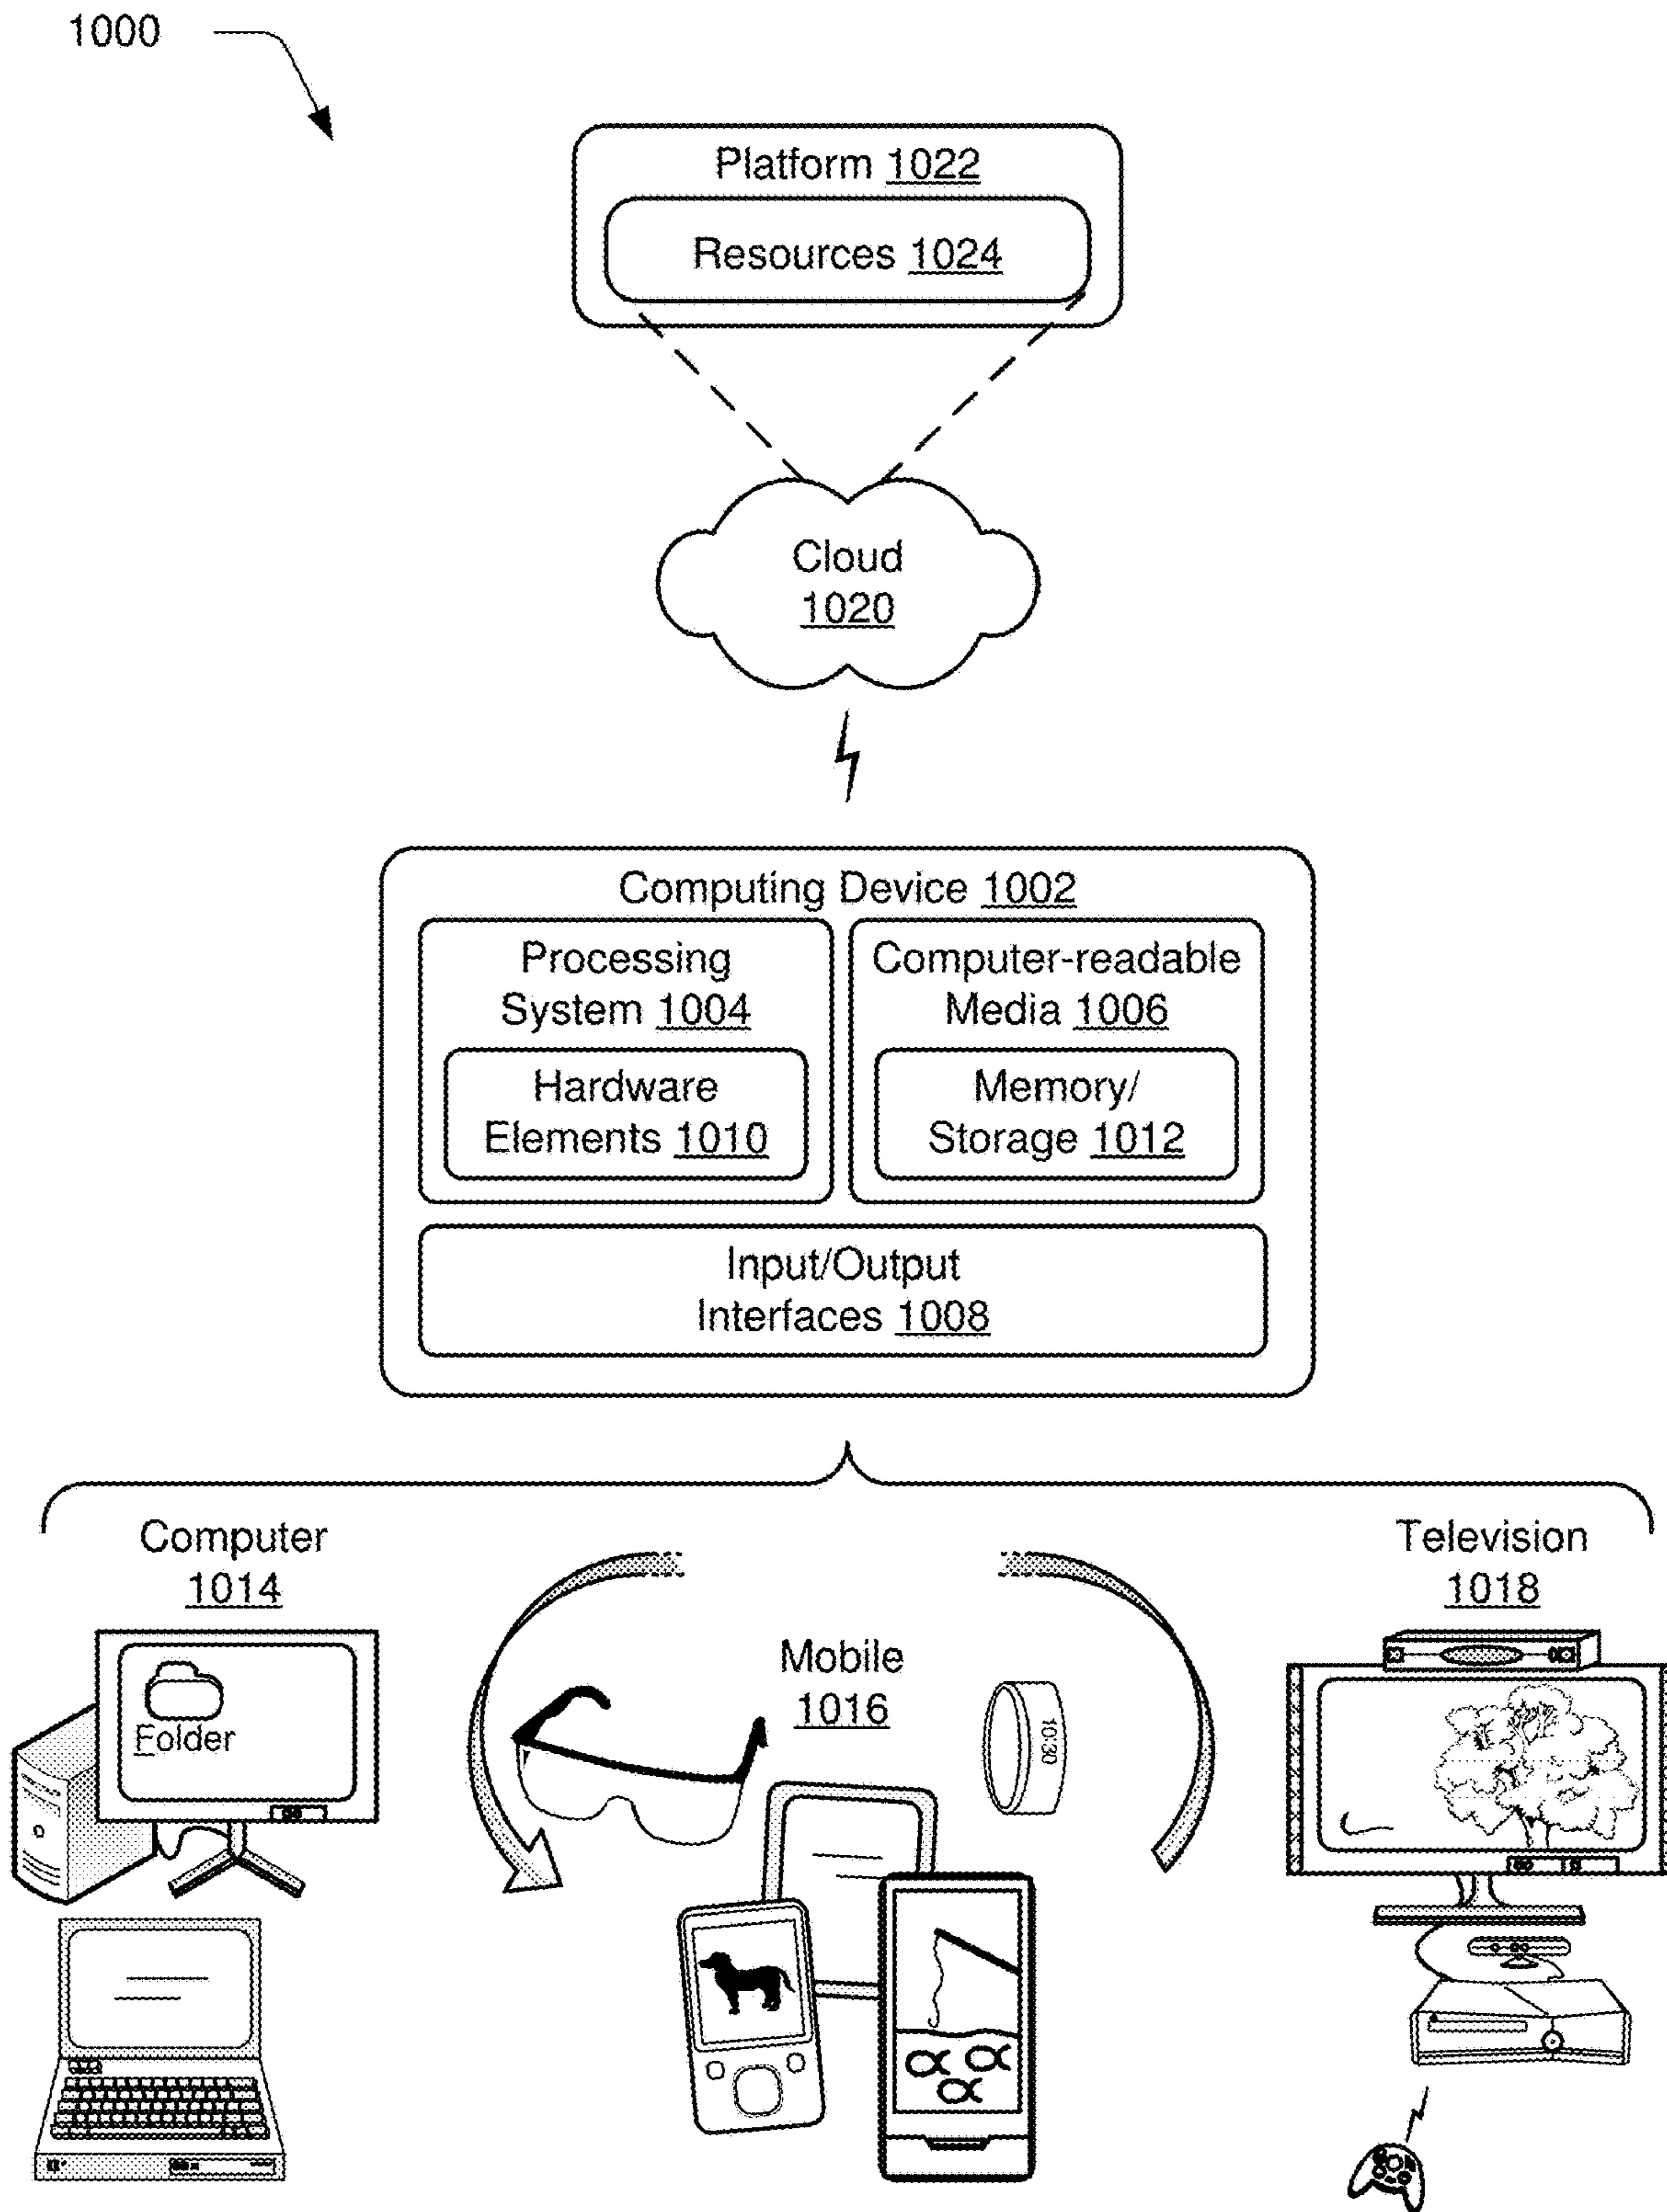 1000
Platform 1022
Resources 1024
Cloud
1020
Computing Device 1002
Processing
System 1004
Hardware
Elements 1010
Computer-readable
Media 1006
Memory/
Storage 1012
Input/Output
Interfaces 1008
Computer
1014
Folder
Mobile
1016
10:30
Television
1018